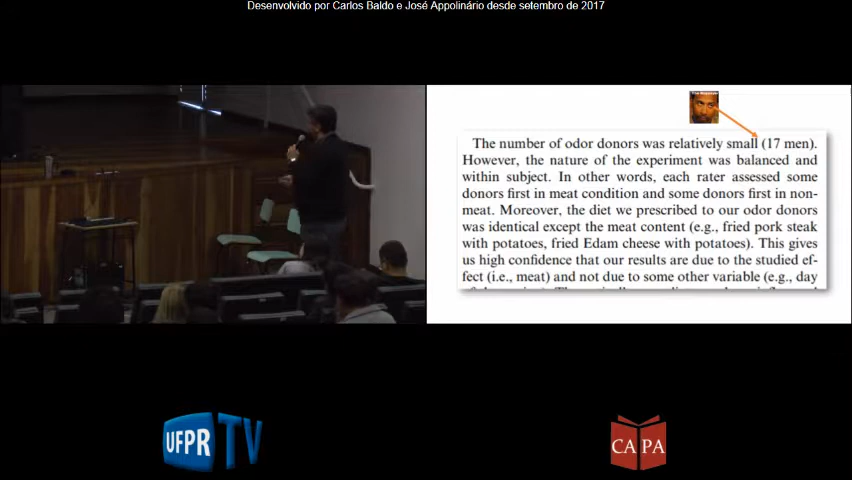 Desenvolvido por Carlos Baldo e José Appolinário desde setembro de 2017
The number of odor donors was relatively small (17 men).
However, the nature of the experiment was balanced and
within subject. In other words, each rater assessed some
donors first in meat condition and some donors first in non-
meat. Moreover, the diet we prescribed to our odor donors
was identical except the meat content (e.g., fried pork steak
with potatoes, fried Edam cheese with potatoes). This gives
us high confidence that our results are due to the studied ef-
fect (i.e., meat) and not due to some other variable (e.g., day
UFPR TV
CAPA